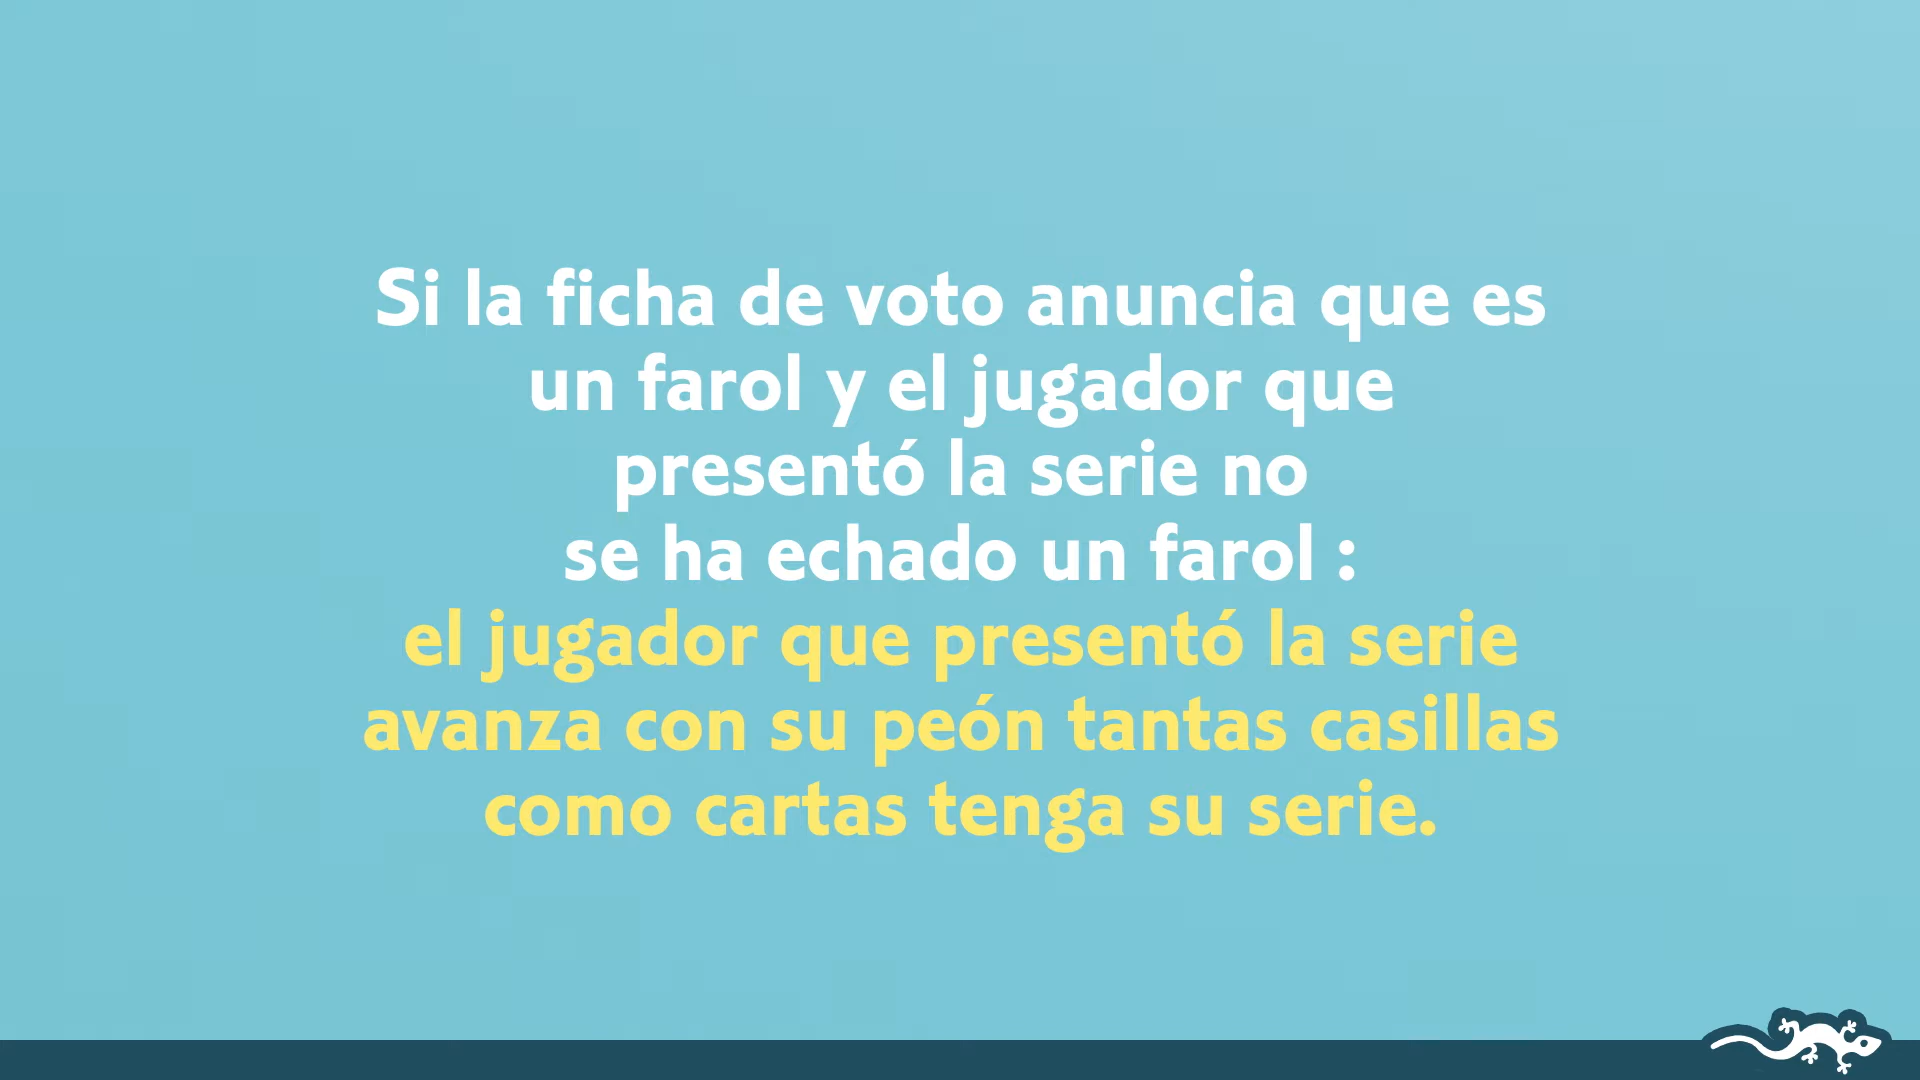 Si la ficha de voto anuncia que es
un farol y el jugador que
presentó la serie no
se ha echado un farol :
el jugador que presentó la serie
avanza con su peón tantas casillas
como cartas tenga su serie.